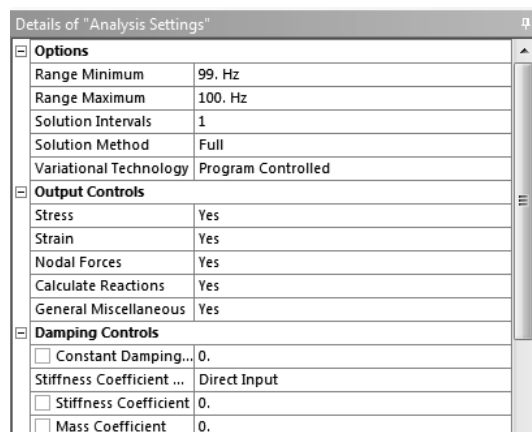 Details of "Analysis Settings"
Options
Range Minimum 99. Hz
Range Maximum 100. Hz
Solution Intervals 1
Solution Method Full
Variational Technology Program Controlled
Output Controls
Stress Yes
Strain Yes
Nodal Forces Yes
Calculate Reactions Yes
General Miscellaneous Yes
Damping Controls
Constant Damping... 0.
Stiffness Coefficient ... Direct Input
Stiffness Coefficient 0.
Mass Coefficient 0.